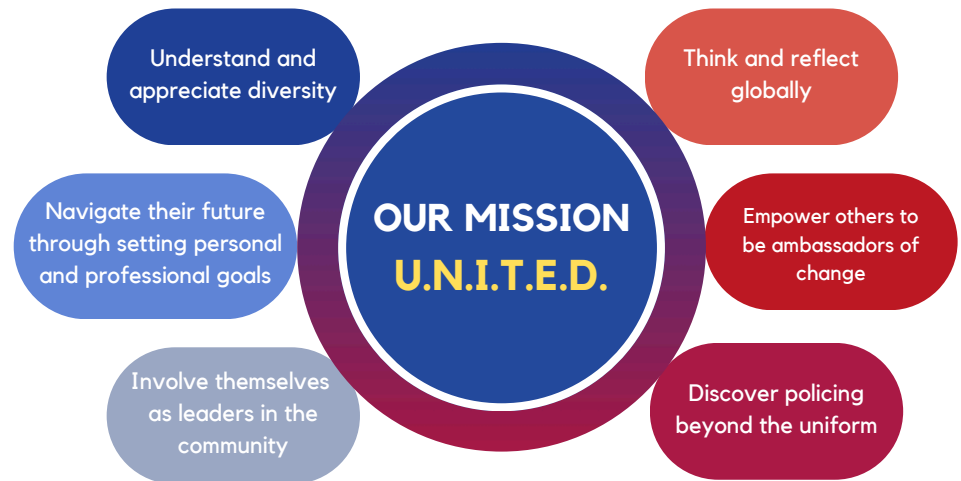 Understand and
appreciate diversity
Navigate their future
through setting personal
and professional goals
Involve themselves
as leaders in the
community
OUR MISSION
U.N.I.T.E.D.
Think and reflect
globally
Empower others to
be ambassadors of
change
Discover policing
beyond the uniform